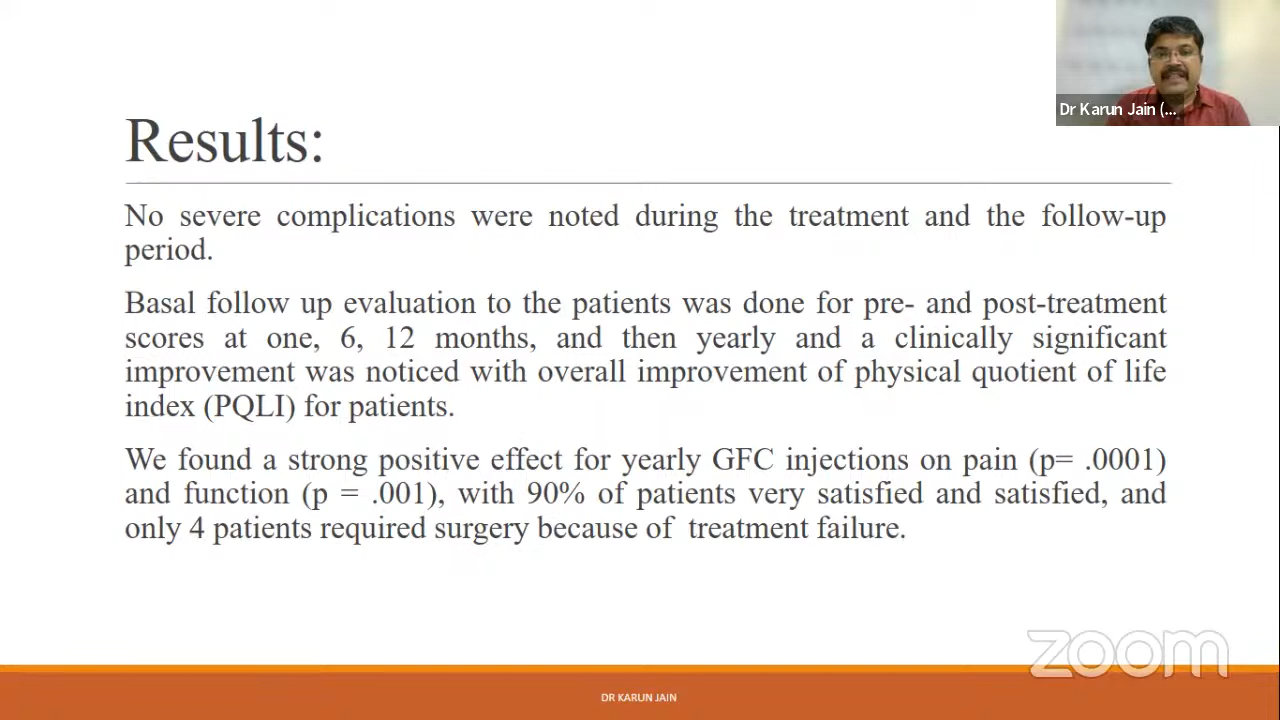 Dr Karun Jain (...
Results:
No severe complications were noted during the treatment and the follow-up
period.
Basal follow up evaluation to the patients was done for pre- and post-treatment
scores at one, 6, 12 months, and then yearly and a clinically significant
improvement was noticed with overall improvement of physical quotient of life
index (PQLI) for patients.
We found a strong positive effect for yearly GFC injections on pain (p= .0001)
and function (p = .001), with 90% of patients very satisfied and satisfied, and
only 4 patients required surgery because of  treatment failure.
zoom
DR KARUN JAIN